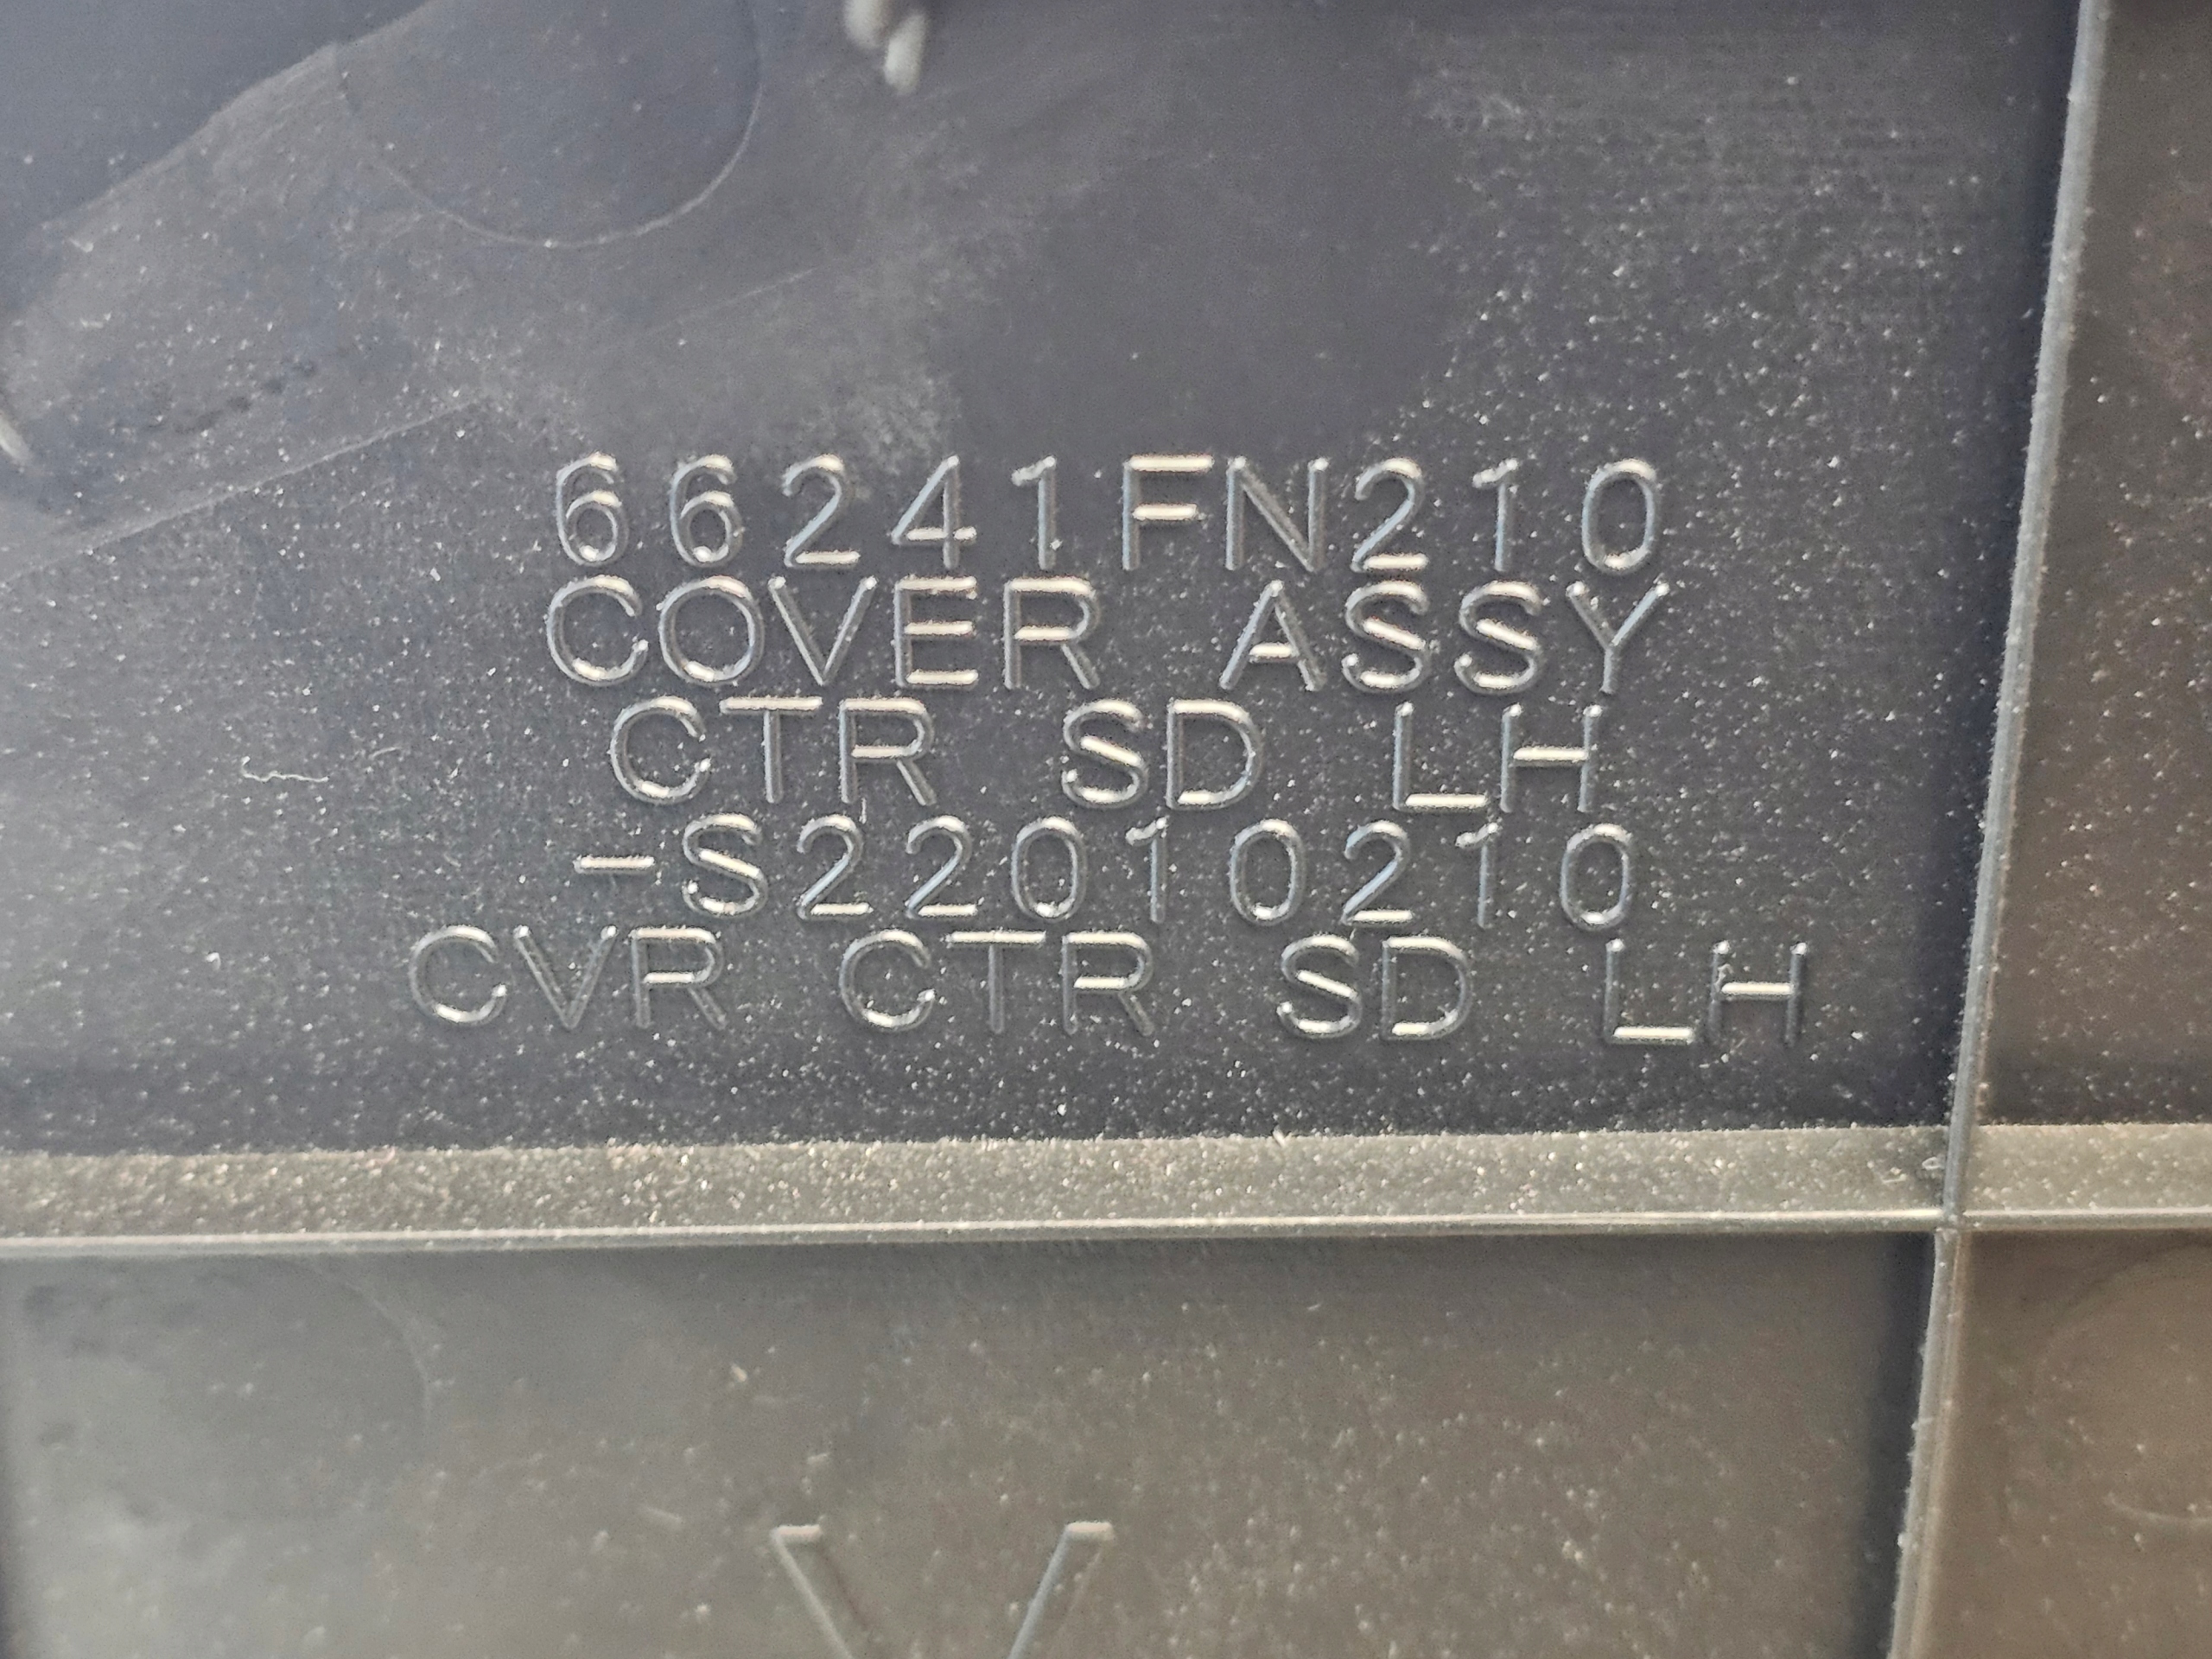 66241FN210
COVER ASSY
CTR SD LH
-S22010210
CVR CTR SD LH